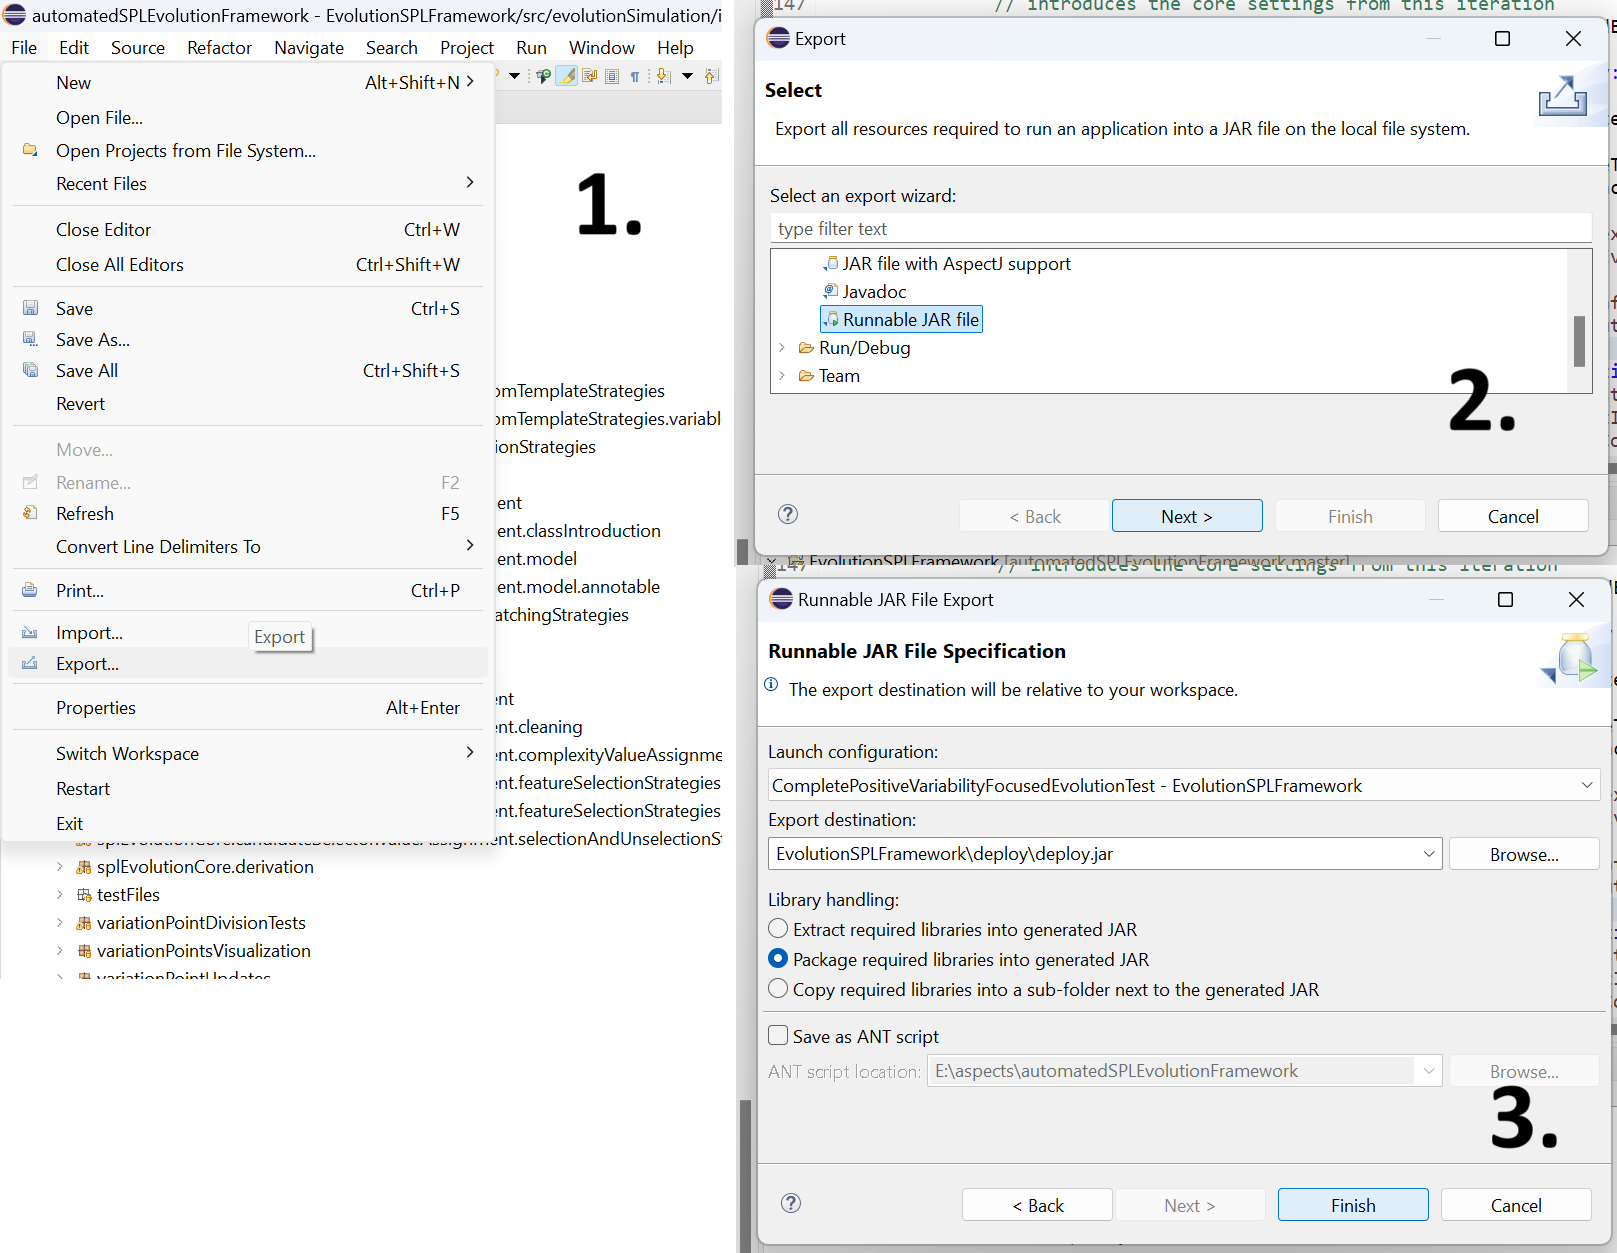 automatedSPLEvolutionFramework - EvolutionSPLFramework/src/evolutionSimulation/i
File Edit Source Refactor Navigate Search Project Run Window Help
New Alt+Shift+N
Open File...
Open Projects from File System...
Recent Files
Close Editor Ctrl+W
Close All Editors Ctrl+Shift+W
Save Ctrl+S
Save As...
Save All Ctrl+Shift+S
Revert
Move...
Rename... F2
Refresh F5
Convert Line Delimiters To
Print... Ctrl+P
Import...
Export
Export...
Properties Alt+Enter
Switch Workspace
Restart
Exit
1.
omTemplateStrategies
omTemplateStrategies.variabl
ionStrategies
ent
ent.classIntroduction
ent.model
ent.model.annotable
atchingStrategies
ent
ent.cleaning
ent.complexityValueAssignme
ent.featureSelectionStrategies
ent.featureSelectionStrategies
ent.selectionAndUnselectionSt
splEvolutionCore.derivation
testFiles
variationPointDivisionTests
variationPointsVisualization
variationPointUpdates
147 // introduces the core settings from this iteration
Export
Select
Export all resources required to run an application into a JAR file on the local file system.
Select an export wizard:
type filter text
JAR file with AspectJ support
Javadoc
Runnable JAR file
Run/Debug
Team
2.
< Back Next > Finish Cancel
EvolutionSPLFramework [automatedSPLEvolutionFramework master]
147 // introduces the core settings from this iteration
Runnable JAR File Export
Runnable JAR File Specification
The export destination will be relative to your workspace.
Launch configuration:
CompletePositiveVariabilityFocusedEvolutionTest - EvolutionSPLFramework
Export destination:
EvolutionSPLFramework\deploy\deploy.jar Browse...
Library handling:
Extract required libraries into generated JAR
Package required libraries into generated JAR
Copy required libraries into a sub-folder next to the generated JAR
Save as ANT script
ANT script location: E:\aspects\automatedSPLEvolutionFramework Browse...
3.
< Back Next > Finish Cancel